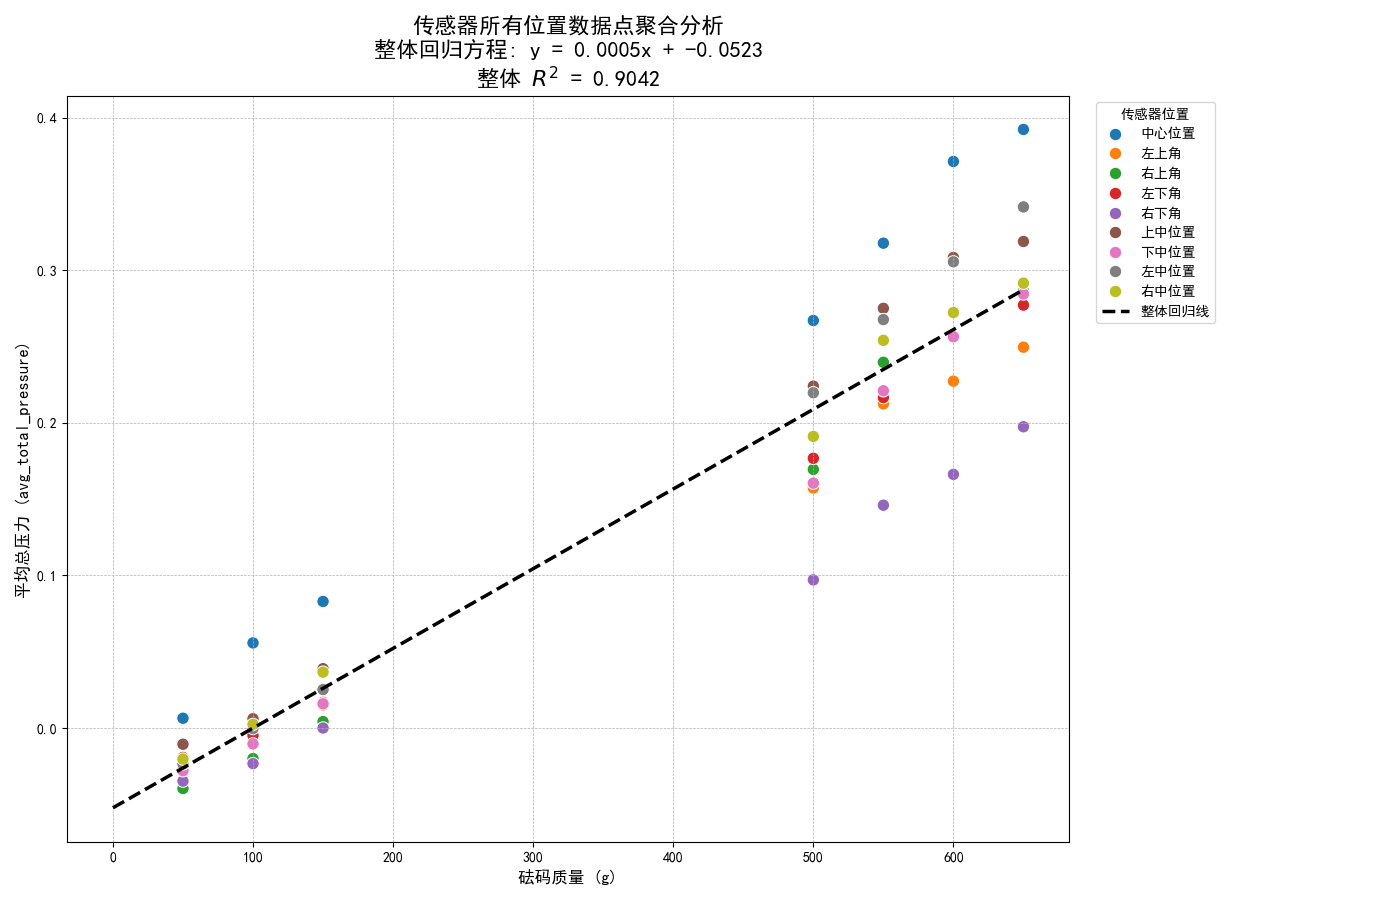 传感器所有位置数据点聚合分析
整体回归方程: y = 0.0005x + −0.0523
整体 R² = 0.9042
平均总压力 (avg_total_pressure)
0.4
0.3
0.2
0.1
0.0
0 100 200 300 400 500 600
砝码质量 (g)
传感器位置
中心位置
左上角
右上角
左下角
右下角
上中位置
下中位置
左中位置
右中位置
整体回归线